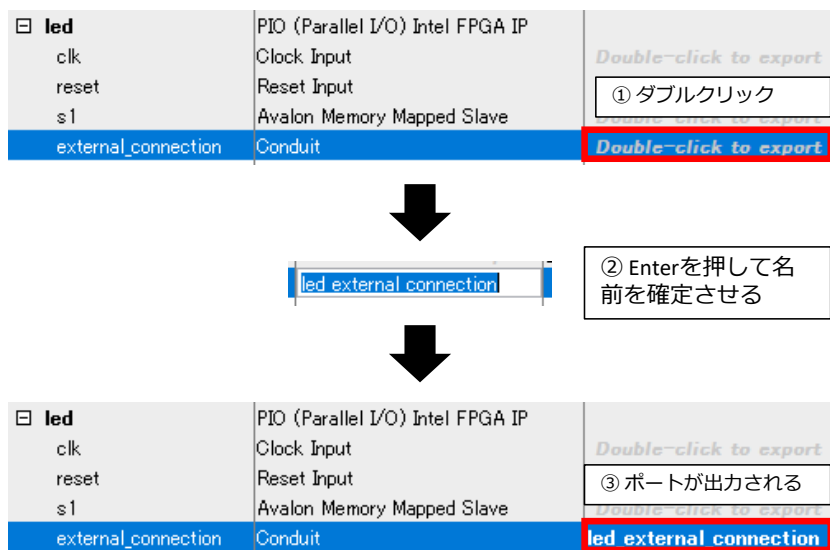 led PIO (Parallel I/O) Intel FPGA IP
clk Clock Input Double-click to export
reset Reset Input
① ダブルクリック
s1 Avalon Memory Mapped Slave
external_connection Conduit Double-click to export
led_external_connection
② Enterを押して名
前を確定させる
led PIO (Parallel I/O) Intel FPGA IP
clk Clock Input Double-click to export
reset Reset Input
③ ポートが出力される
s1 Avalon Memory Mapped Slave
external_connection Conduit led_external_connection